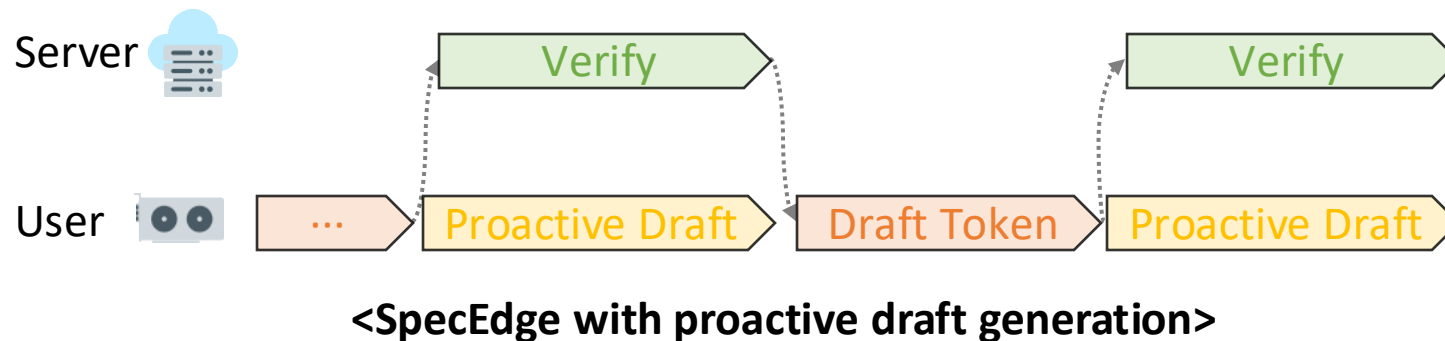 Server
Verify
Verify
User
...
Proactive Draft
Draft Token
Proactive Draft
<SpecEdge with proactive draft generation>